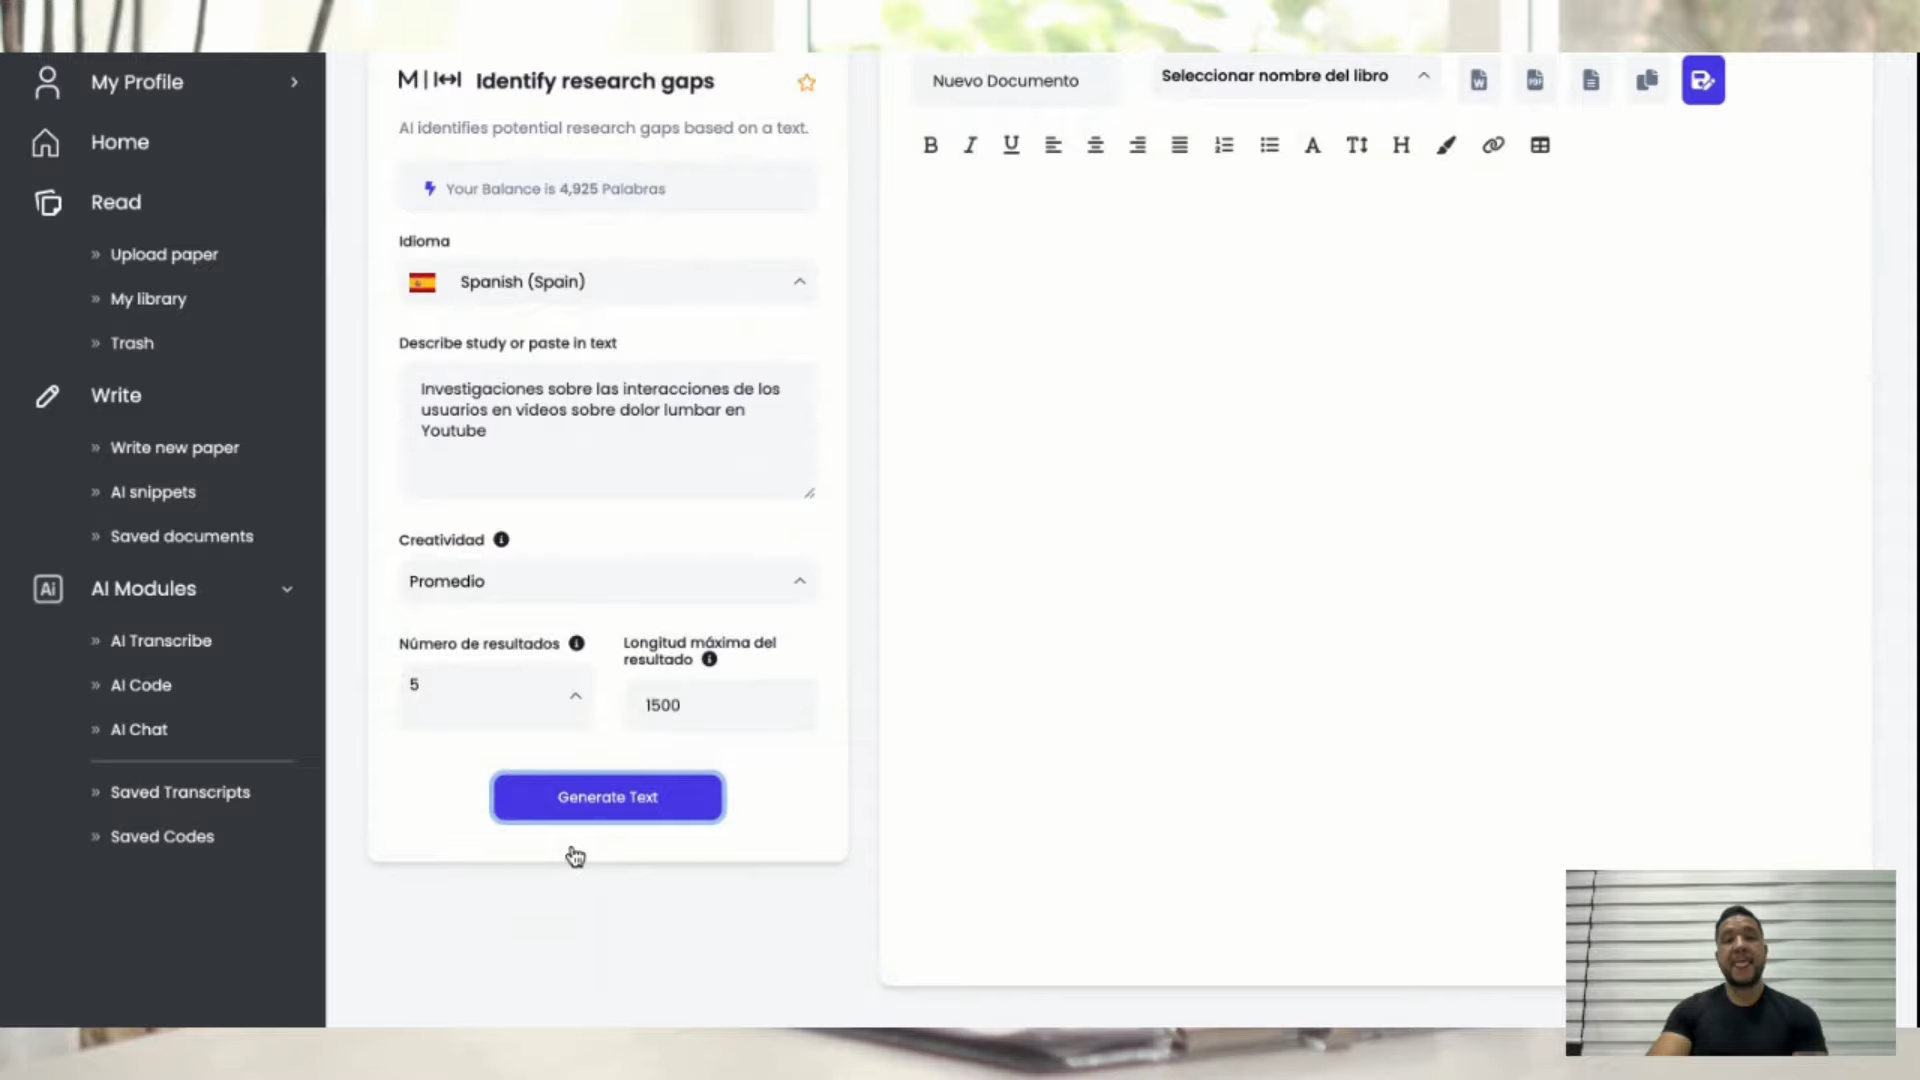 My Profile
Home
Read
» Upload paper
» My library
» Trash
Write
» Write new paper
» AI snippets
» Saved documents
Ai AI Modules
» AI Transcribe
» AI Code
» AI Chat
» Saved Transcripts
» Saved Codes
M| Identify research gaps
AI identifies potential research gaps based on a text.
Your Balance is 4,925 Palabras
Idioma
Spanish (Spain)
Describe study or paste in text
Investigaciones sobre las interacciones de los
usuarios en videos sobre dolor lumbar en
Youtube
Creatividad
Promedio
Número de resultados
5
Longitud máxima del
resultado
1500
Generate Text
Nuevo Documento
Seleccionar nombre del libro
W PDF
B I U A T H